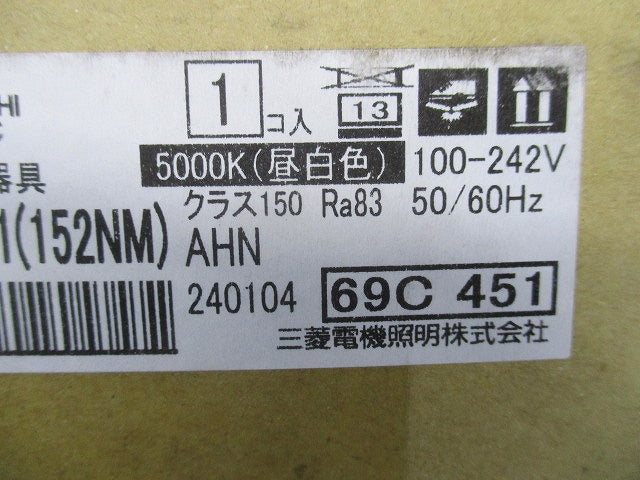 HI
1
コ入
13
5000K(昼白色) 100-242V
器具
クラス150 Ra83 50/60Hz
1(152NM) AHN
240104 69C 451
三菱電機照明株式会社